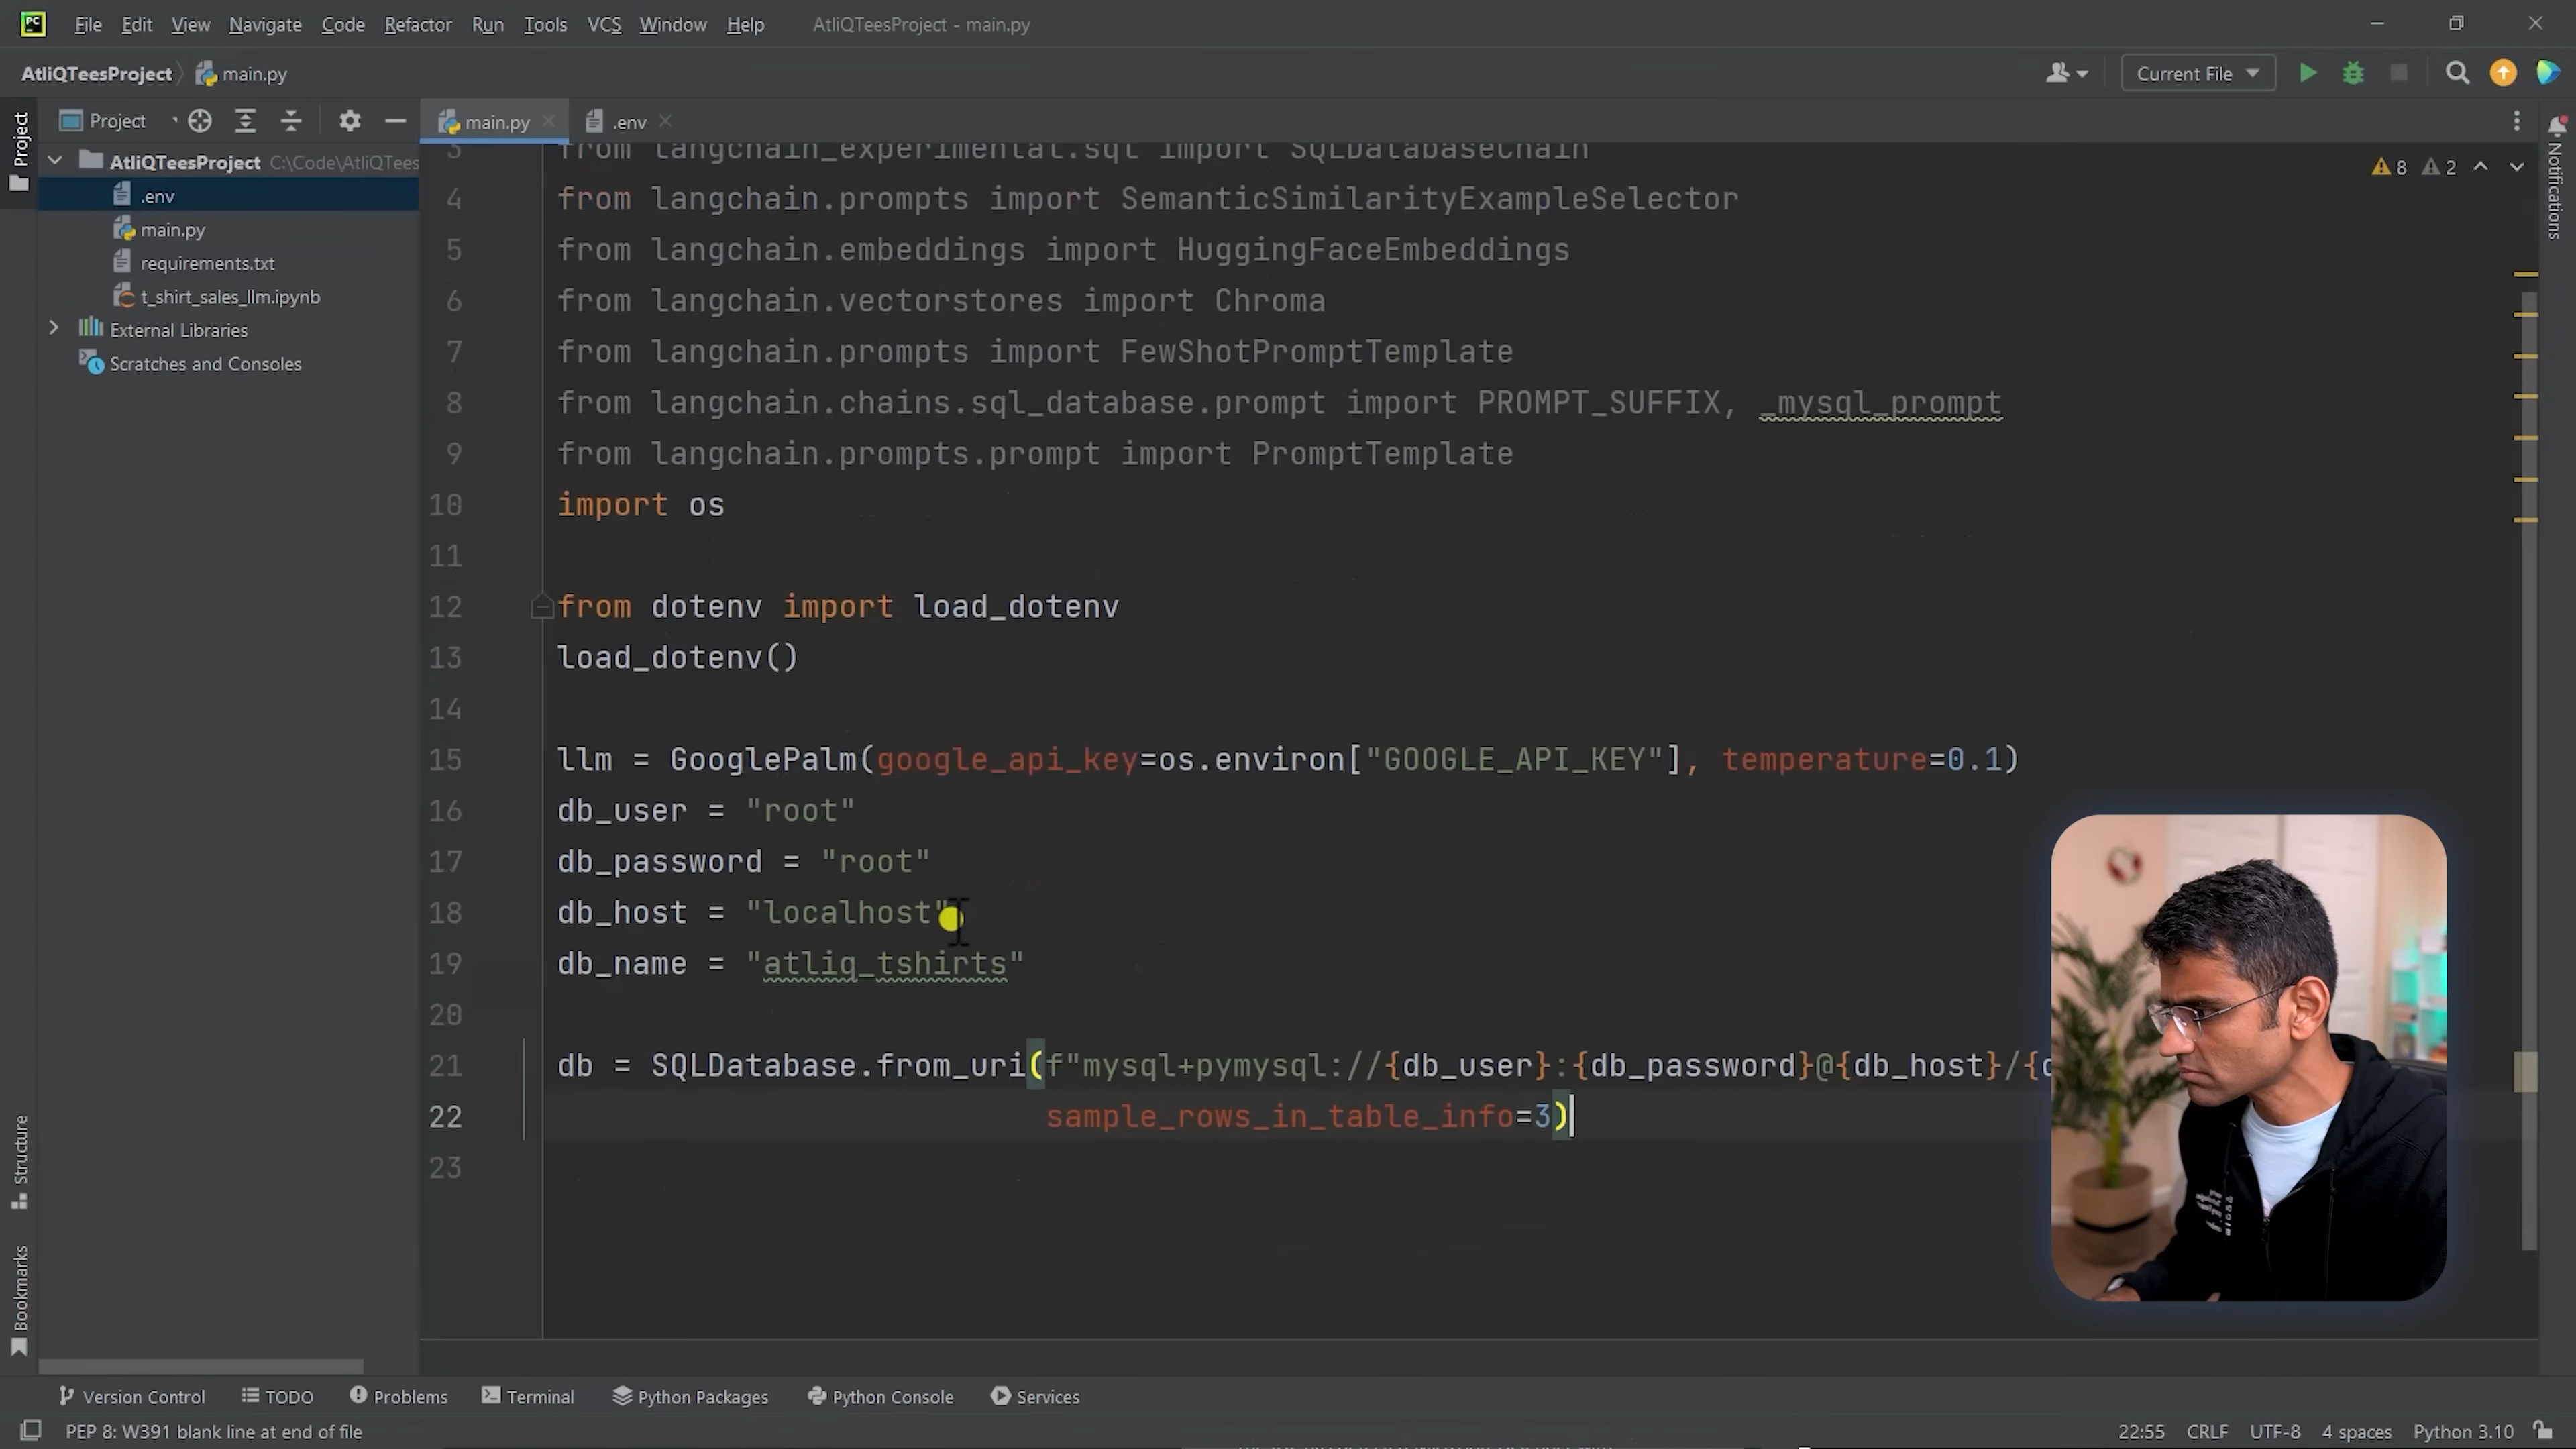 PC
File Edit View Navigate Code Refactor Run Tools VCS Window Help AtliQTeesProject - main.py
AtliQTeesProject main.py
Current File
Project
main.py
.env
AtliQTeesProject C:\Code\AtliQTees
.env
main.py
requirements.txt
t_shirt_sales_llm.ipynb
External Libraries
Scratches and Consoles
Project
Structure
Bookmarks
Notifications
8 2
3 from langchain_experimental.sql import SQLDatabaseChain
4 from langchain.prompts import SemanticSimilarityExampleSelector
5 from langchain.embeddings import HuggingFaceEmbeddings
6 from langchain.vectorstores import Chroma
7 from langchain.prompts import FewShotPromptTemplate
8 from langchain.chains.sql_database.prompt import PROMPT_SUFFIX, _mysql_prompt
9 from langchain.prompts.prompt import PromptTemplate
10 import os
11
12 from dotenv import load_dotenv
13 load_dotenv()
14
15 llm = GooglePalm(google_api_key=os.environ["GOOGLE_API_KEY"], temperature=0.1)
16 db_user = "root"
17 db_password = "root"
18 db_host = "localhost"
19 db_name = "atliq_tshirts"
20
21 db = SQLDatabase.from_uri(f"mysql+pymysql://{db_user}:{db_password}@{db_host}/{d
22 sample_rows_in_table_info=3)
23
Version Control TODO Problems Terminal Python Packages Python Console Services
PEP 8: W391 blank line at end of file
22:55 CRLF UTF-8 4 spaces Python 3.10